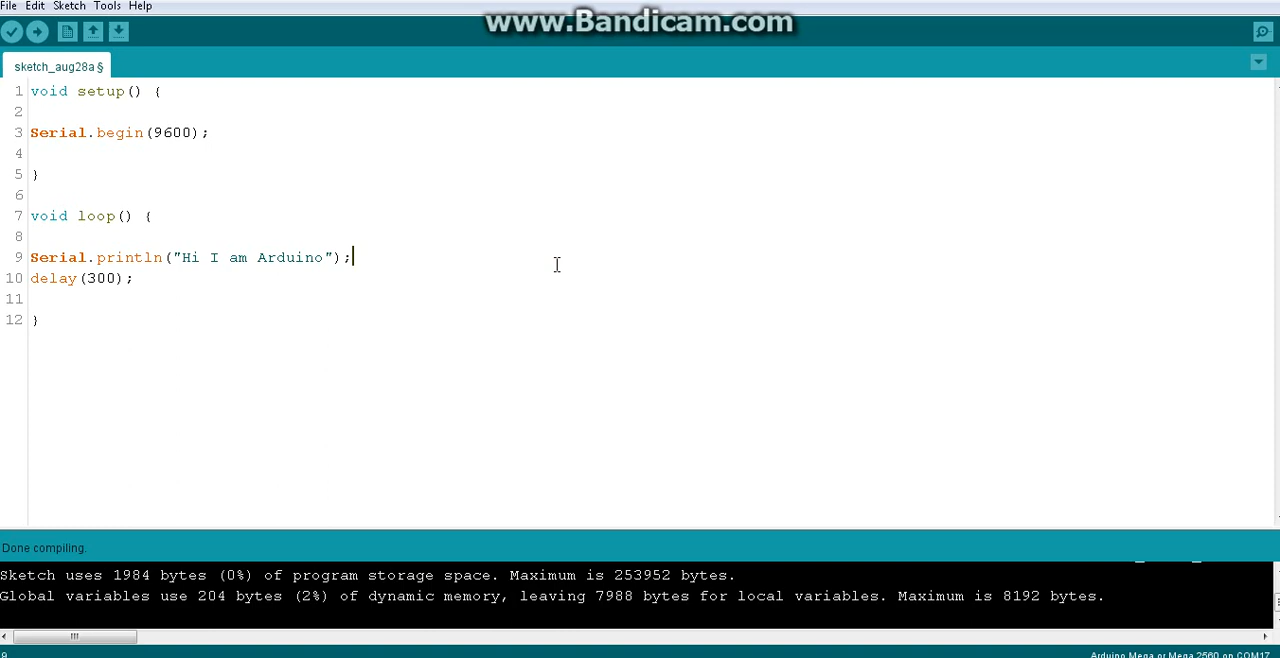 www.Bandicam.com
File Edit Sketch Tools Help
sketch_aug28a §
1 void setup() {
2
3 Serial.begin(9600);
4
5 }
6
7 void loop() {
8
9 Serial.println("Hi I am Arduino");
10 delay(300);
11
12 }
Done compiling.
Sketch uses 1984 bytes (0%) of program storage space. Maximum is 253952 bytes.
Global variables use 204 bytes (2%) of dynamic memory, leaving 7988 bytes for local variables. Maximum is 8192 bytes.
9 Arduino Mega or Mega 2560 on COM17